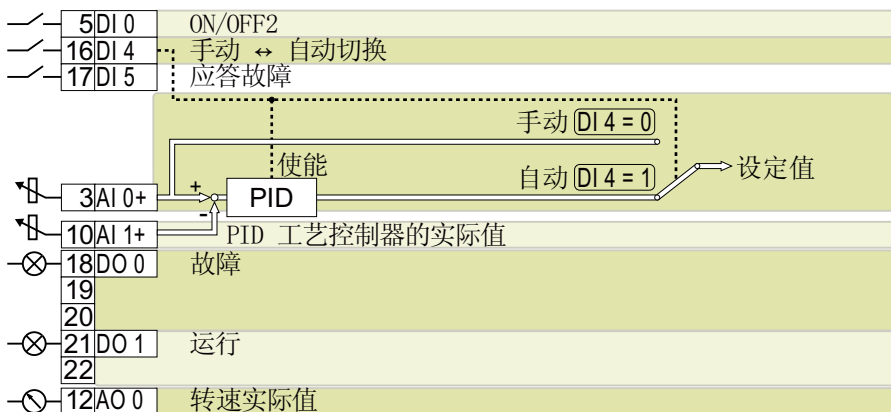 5 DI 0 ON/OFF2
16 DI 4 手动 ↔ 自动切换
17 DI 5 应答故障
手动 DI 4 = 0
使能
设定值
自动 DI 4 = 1
3 AI 0+ + PID
-
10 AI 1+ PID 工艺控制器的实际值
18 DO 0 故障
19
20
21 DO 1 运行
22
12 AO 0 转速实际值